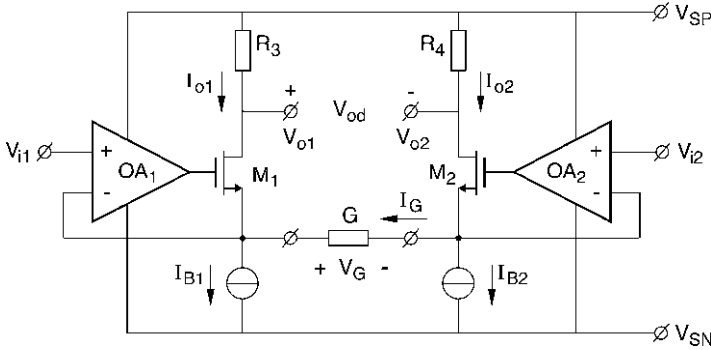 V_SP
R_3
R_4
I_o1
I_o2
+
-
V_od
V_o1
V_o2
V_i1
+
OA_1
-
M_1
M_2
+
OA_2
-
V_i2
I_G
G
+ V_G -
I_B1
I_B2
V_SN